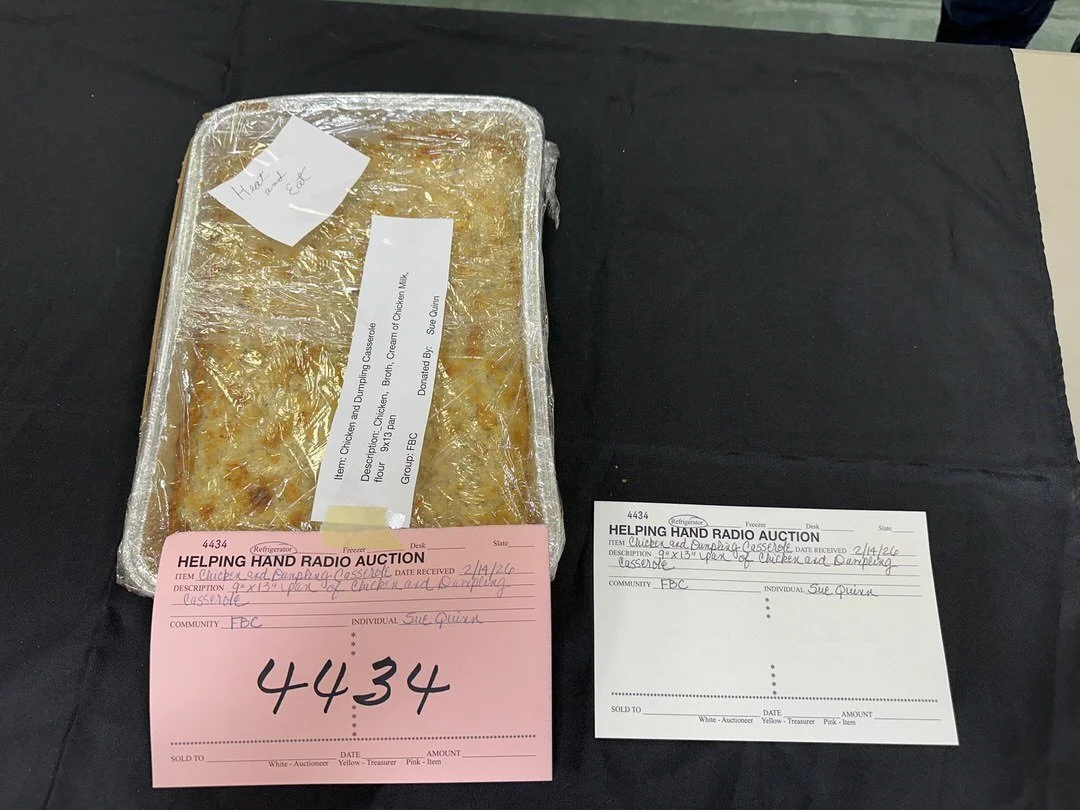 Heat
and
Eat
Item: Chicken and Dumpling Casserole
Description: Chicken, Broth, Cream of Chicken Milk,
flour 9x13 pan
Group: FBC Donated By: Sue Quinn
4434 Refrigerator Freezer Desk Slate
HELPING HAND RADIO AUCTION
ITEM Chicken and Dumpling Casserole DATE RECEIVED 2/14/26
DESCRIPTION 9"x13" pan of Chicken and Dumpling
Casserole
COMMUNITY FBC INDIVIDUAL Sue Quinn
4434
SOLD TO DATE AMOUNT
White - Auctioneer Yellow - Treasurer Pink - Item
4434 Refrigerator Freezer Desk Slate
HELPING HAND RADIO AUCTION
ITEM Chicken and Dumpling Casserole DATE RECEIVED 2/14/26
DESCRIPTION 9"x13" pan of Chicken and Dumpling
Casserole
COMMUNITY FBC INDIVIDUAL Sue Quinn
SOLD TO DATE AMOUNT
White - Auctioneer Yellow - Treasurer Pink - Item